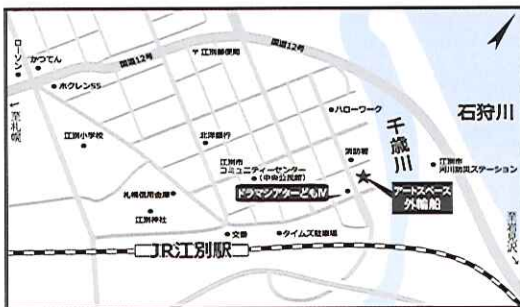 ローソン
かつてん
ホクレンSS
国道12号
〒江別郵便局
国道12号
石狩川
←至札幌
江別小学校
北洋銀行
ハローワーク
千歳川
消防署
江別市
コミュニティーセンター
(中央公民館)
江別市
河川防災ステーション
ドラマシアターどもⅣ
アートスペース
外輪船
札幌信用金庫
江別神社
交番
タイムズ駐車場
JR江別駅
至岩見沢→